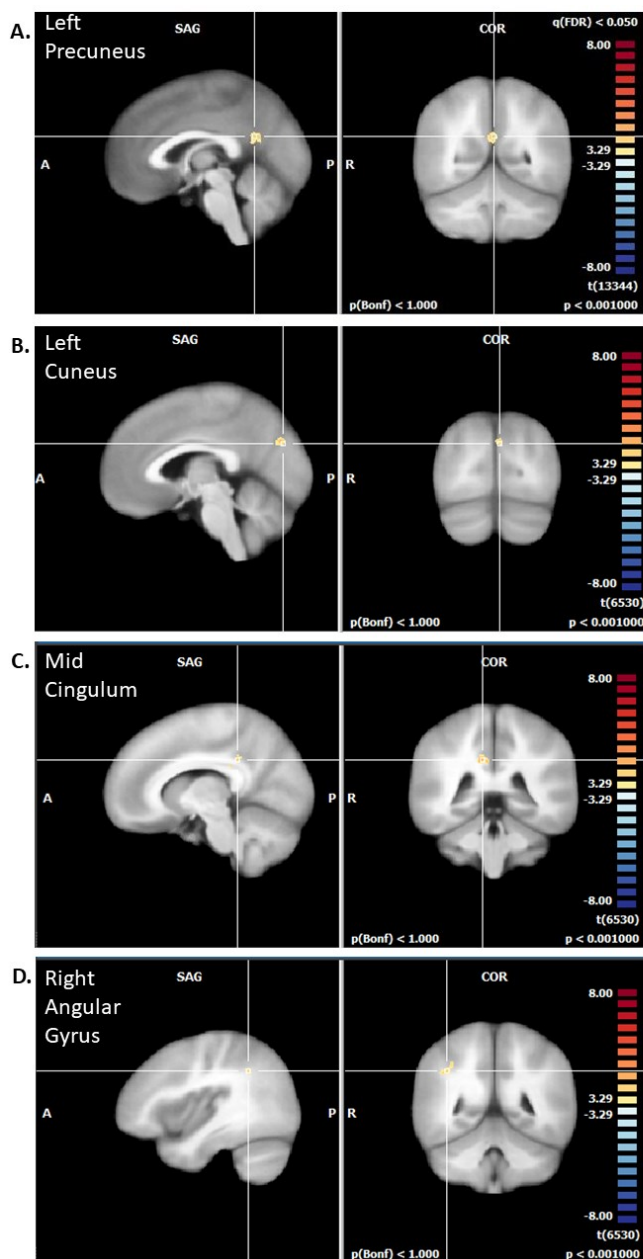 A. Left
Precuneus
SAG
COR
q(FDR) < 0.050
8.00
A
P
R
3.29
-3.29
-8.00
t(13344)
p(Bonf) < 1.000
p < 0.001000
B. Left
Cuneus
SAG
COR
8.00
A
P
R
3.29
-3.29
-8.00
t(6530)
p(Bonf) < 1.000
p < 0.001000
C. Mid
Cingulum
SAG
COR
8.00
A
P
R
3.29
-3.29
-8.00
t(6530)
p(Bonf) < 1.000
p < 0.001000
D. Right
Angular
Gyrus
SAG
COR
8.00
A
P
R
3.29
-3.29
-8.00
t(6530)
p(Bonf) < 1.000
p < 0.001000